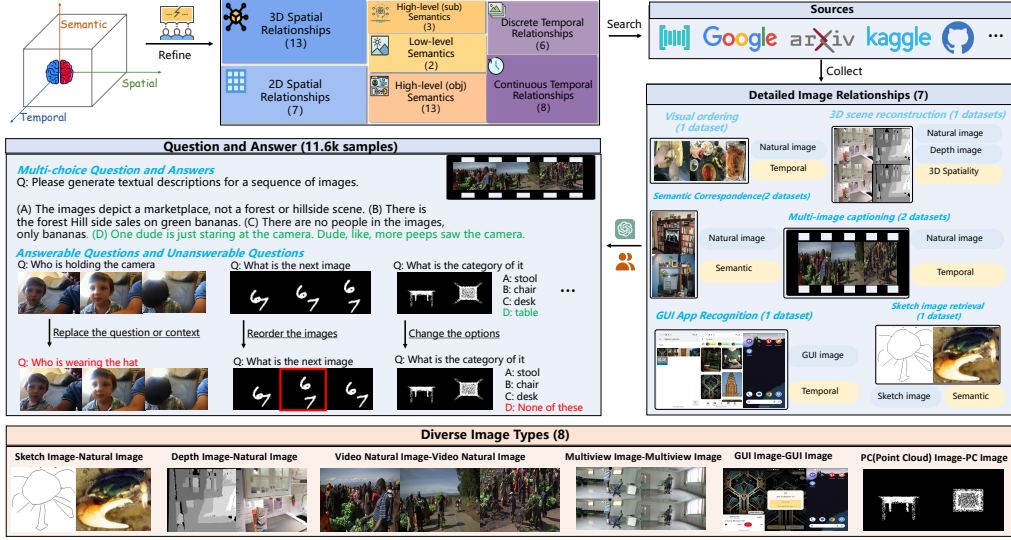 Semantic
Spatial
Temporal
Refine
3D Spatial
Relationships
(13)
2D Spatial
Relationships
(7)
High-level (sub)
Semantics
(3)
Low-level
Semantics
(2)
High-level (obj)
Semantics
(13)
Discrete Temporal
Relationships
(6)
Continuous Temporal
Relationships
(8)
Search
Sources
Google
arXiv
kaggle
...
Collect
Detailed Image Relationships (7)
Visual ordering
(1 dataset)
Natural image
Temporal
3D scene reconstruction (1 datasets)
Natural image
Depth image
3D Spatiality
Semantic Correspondence(2 datasets)
Natural image
Semantic
Multi-image captioning (2 datasets)
Natural image
Temporal
GUI App Recognition (1 dataset)
GUI image
Temporal
Sketch image retrieval
(1 dataset)
Sketch image
Semantic
Question and Answer (11.6k samples)
Multi-choice Question and Answers
Q: Please generate textual descriptions for a sequence of images.
(A) The images depict a marketplace, not a forest or hillside scene. (B) There is
the forest Hill side sales on green bananas. (C) There are no people in the images,
only bananas. (D) One dude is just staring at the camera. Dude, like, more peeps saw the camera.
Answerable Questions and Unanswerable Questions
Q: Who is holding the camera
Q: What is the next image
Q: What is the category of it
A: stool
B: chair
C: desk
D: table
...
Replace the question or context
Reorder the images
Change the options
Q: Who is wearing the hat
Q: What is the next image
Q: What is the category of it
A: stool
B: chair
C: desk
D: None of these
Diverse Image Types (8)
Sketch Image-Natural Image
Depth Image-Natural Image
Video Natural Image-Video Natural Image
Multiview Image-Multiview Image
GUI Image-GUI Image
PC(Point Cloud) Image-PC Image